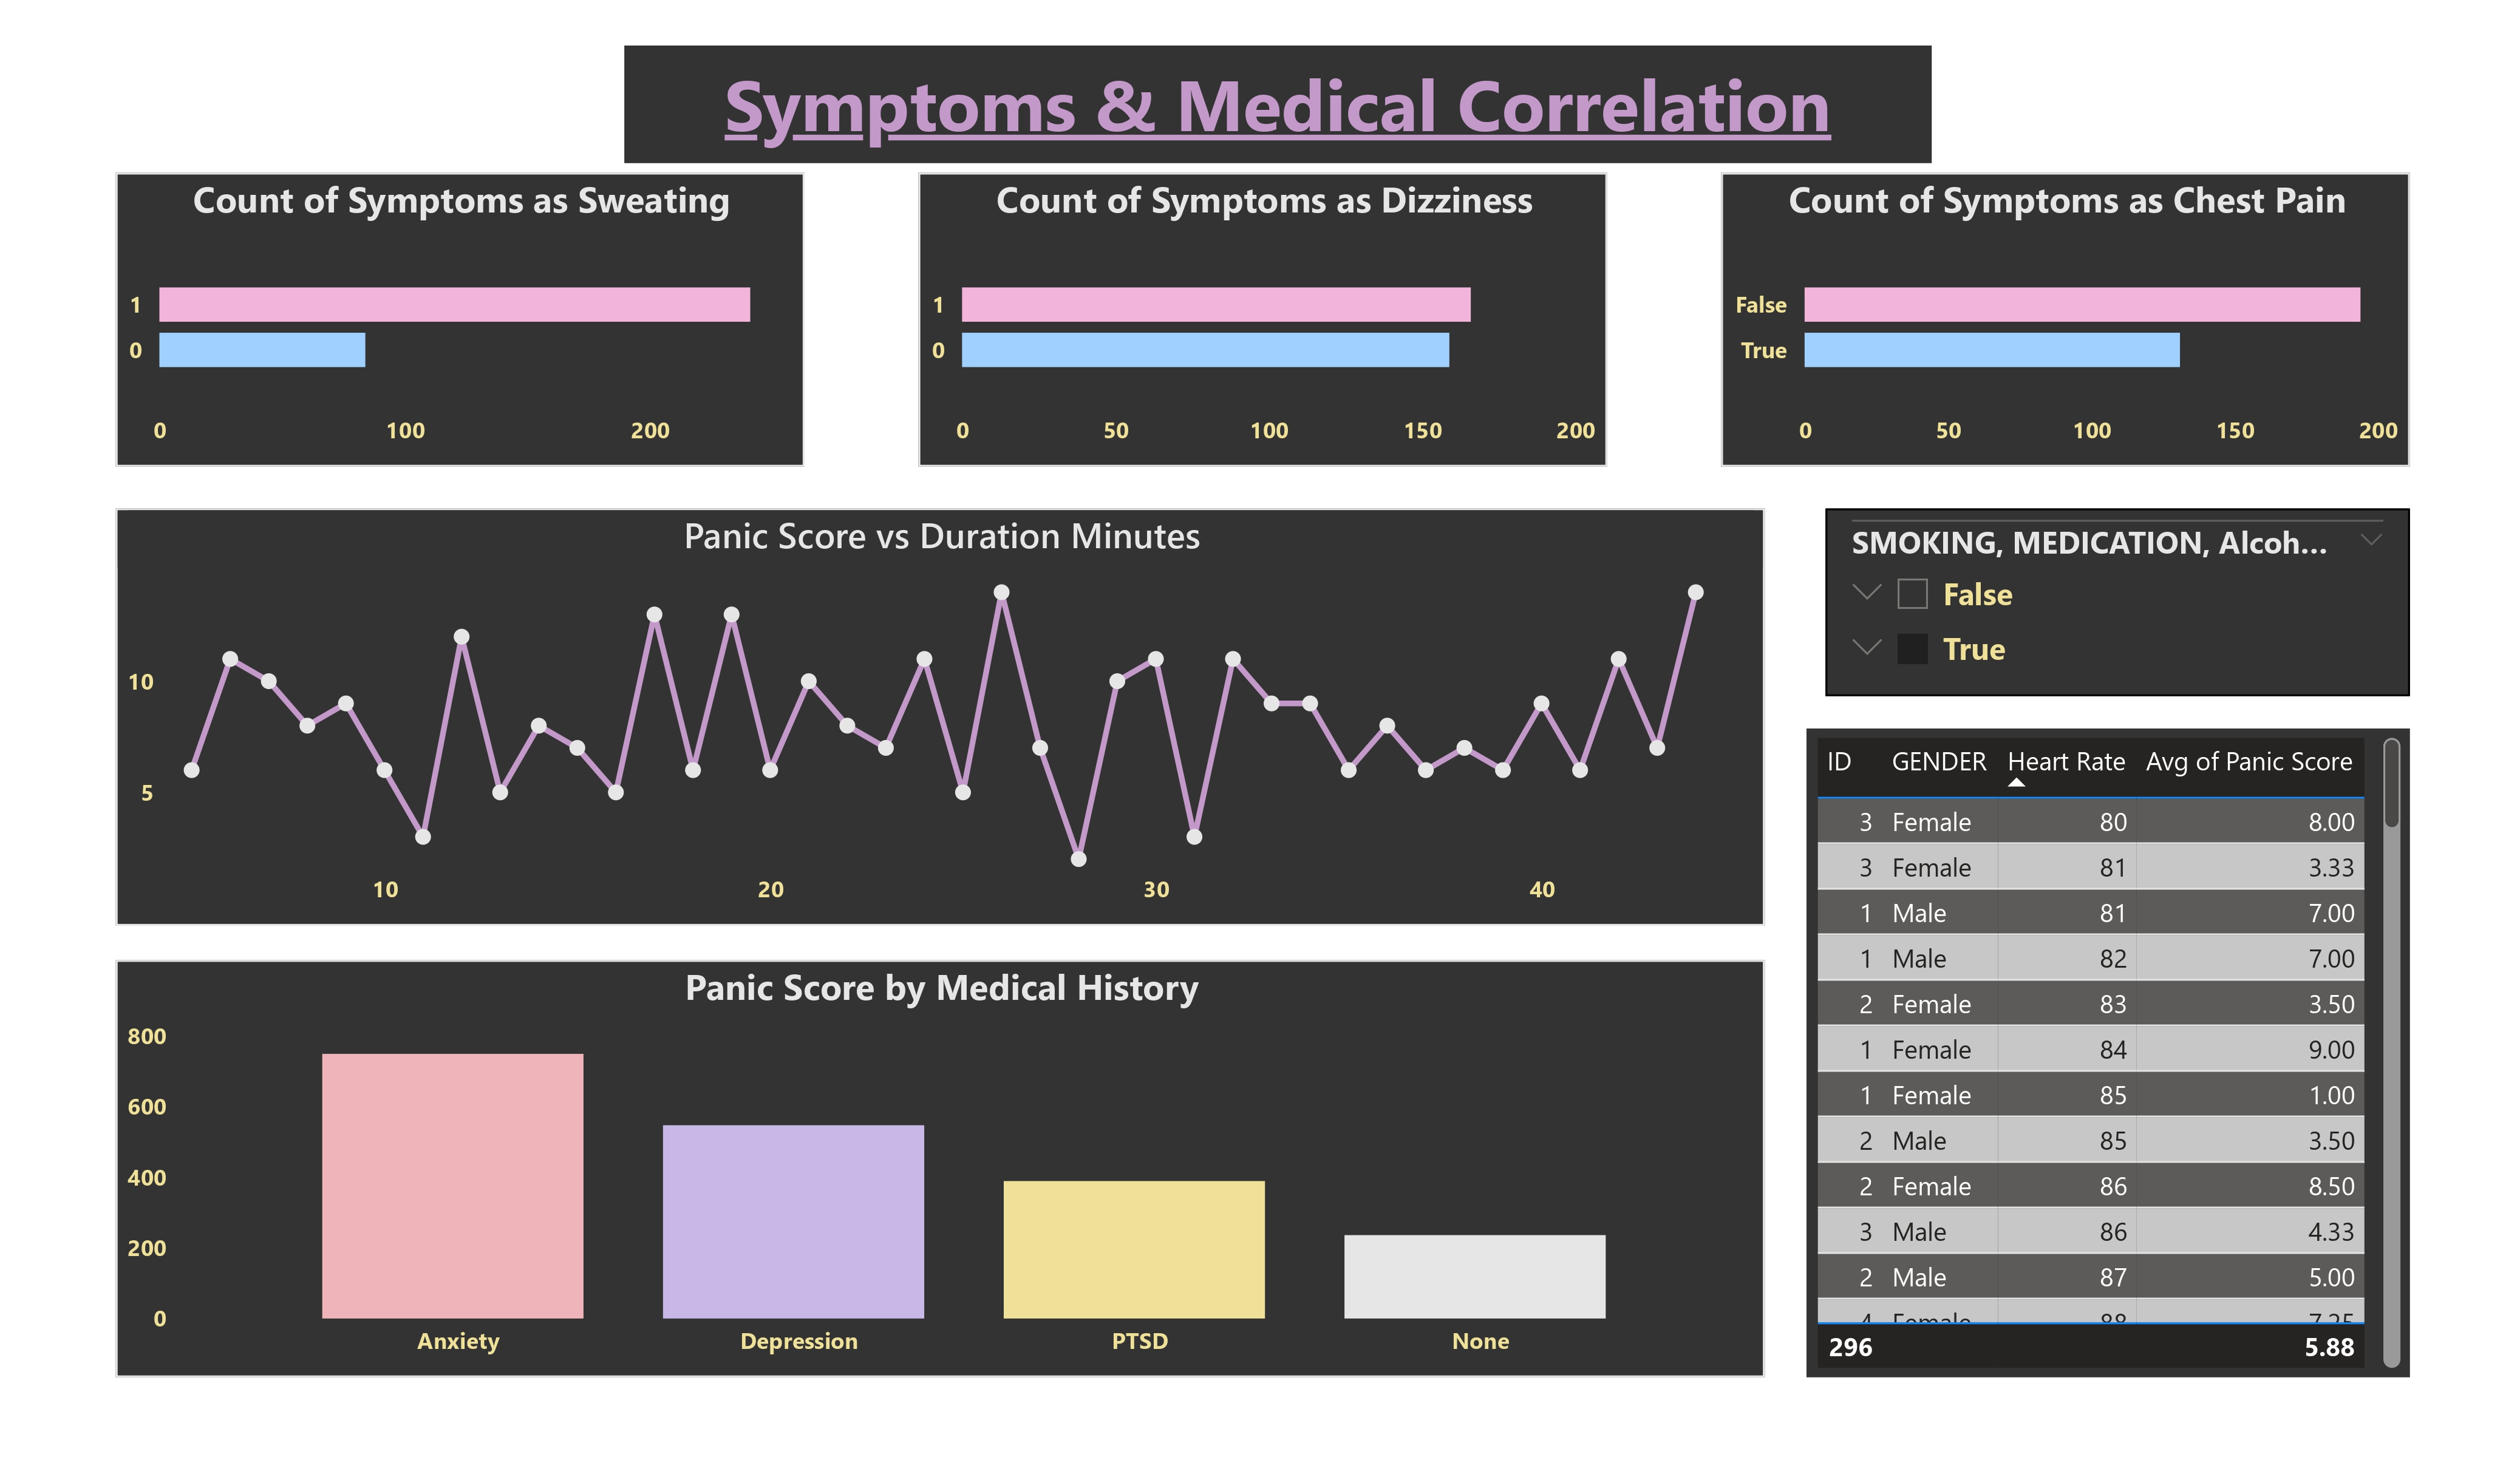 Symptoms & Medical Correlation
Count of Symptoms as Sweating
1
0
0 100 200
Count of Symptoms as Dizziness
1
0
0 50 100 150 200
Count of Symptoms as Chest Pain
False
True
0 50 100 150 200
Panic Score vs Duration Minutes
10
5
10 20 30 40
SMOKING, MEDICATION, Alcoh...
False
True
Panic Score by Medical History
800
600
400
200
0
Anxiety Depression PTSD None
ID GENDER Heart Rate Avg of Panic Score
3 Female 80 8.00
3 Female 81 3.33
1 Male 81 7.00
1 Male 82 7.00
2 Female 83 3.50
1 Female 84 9.00
1 Female 85 1.00
2 Male 85 3.50
2 Female 86 8.50
3 Male 86 4.33
2 Male 87 5.00
4 Female 88 7.25
296 5.88